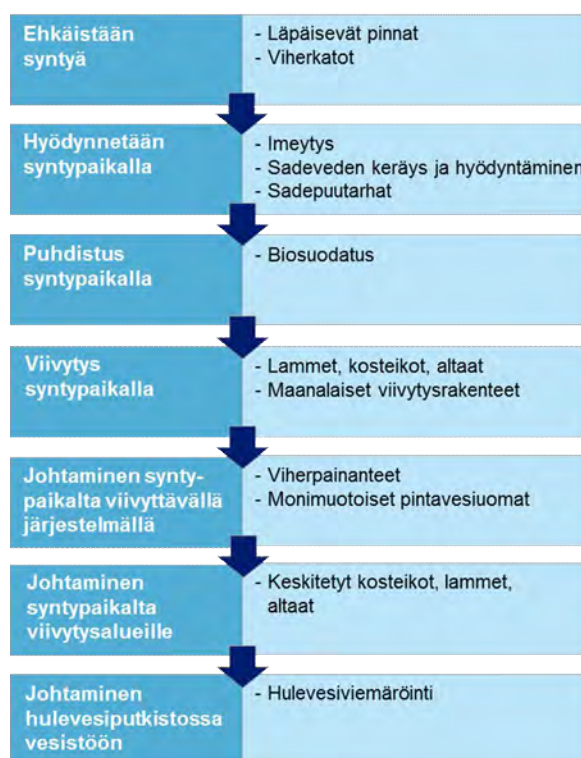 Ehkäistään
syntyä
- Läpäisevät pinnat
- Viherkatot
Hyödynnetään
syntypaikalla
- Imeytys
- Sadeveden keräys ja hyödyntäminen
- Sadepuutarhat
Puhdistus
syntypaikalla
- Biosuodatus
Viivytys
syntypaikalla
- Lammet, kosteikot, altaat
- Maanalaiset viivytysrakenteet
Johtaminen synty-
paikalta viivyttävällä
järjestelmällä
- Viherpainanteet
- Monimuotoiset pintavesiuomat
Johtaminen
syntypaikalta
viivytysalueille
- Keskitetyt kosteikot, lammet,
altaat
Johtaminen
hulevesiputkistossa
vesistöön
- Hulevesiviemäröinti